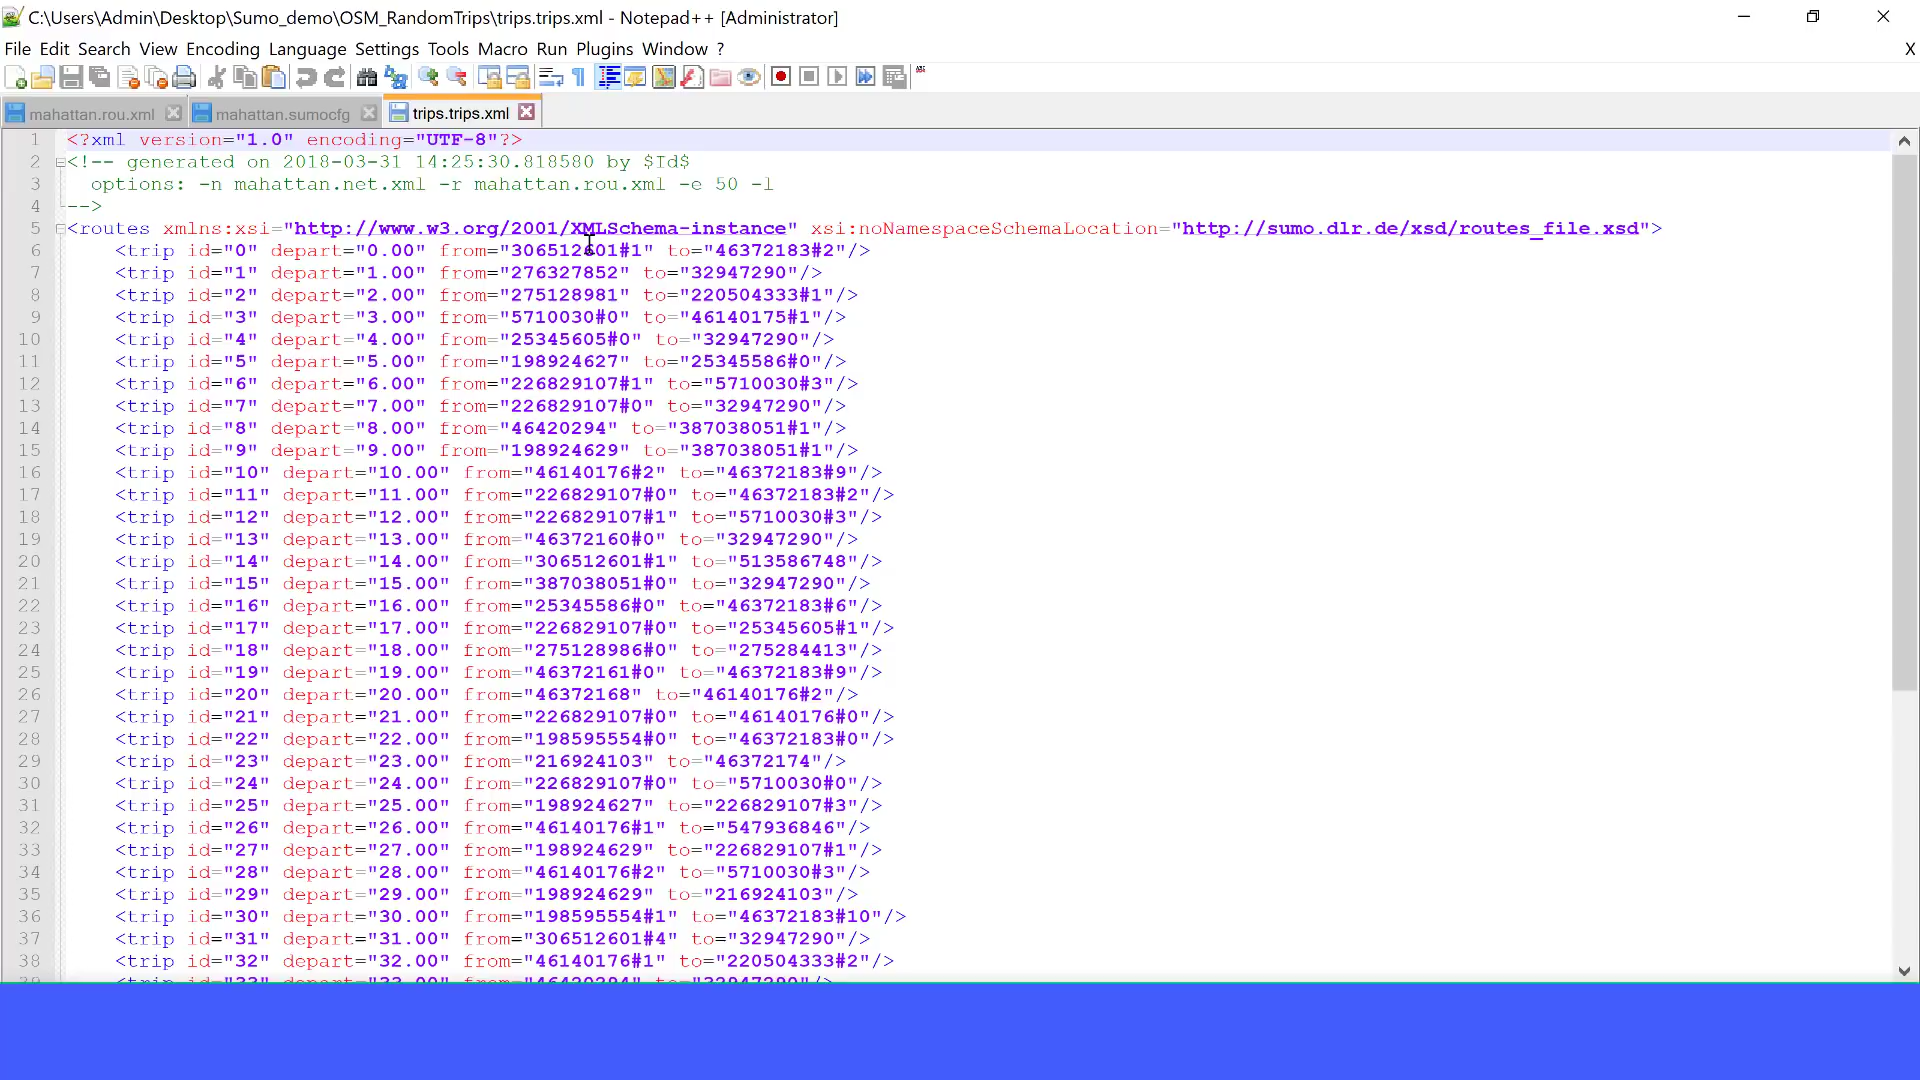 C:\Users\Admin\Desktop\Sumo_demo\OSM_RandomTrips\trips.trips.xml - Notepad++ [Administrator]
File Edit Search View Encoding Language Settings Tools Macro Run Plugins Window ? X
mahattan.rou.xml mahattan.sumocfg trips.trips.xml
1 <?xml version="1.0" encoding="UTF-8"?>
2 <!-- generated on 2018-03-31 14:25:30.818580 by $Id$
3 options: -n mahattan.net.xml -r mahattan.rou.xml -e 50 -l
4 -->
5 <routes xmlns:xsi="http://www.w3.org/2001/XMLSchema-instance" xsi:noNamespaceSchemaLocation="http://sumo.dlr.de/xsd/routes_file.xsd">
6 <trip id="0" depart="0.00" from="306512601#1" to="46372183#2"/>
7 <trip id="1" depart="1.00" from="276327852" to="32947290"/>
8 <trip id="2" depart="2.00" from="275128981" to="220504333#1"/>
9 <trip id="3" depart="3.00" from="5710030#0" to="46140175#1"/>
10 <trip id="4" depart="4.00" from="25345605#0" to="32947290"/>
11 <trip id="5" depart="5.00" from="198924627" to="25345586#0"/>
12 <trip id="6" depart="6.00" from="226829107#1" to="5710030#3"/>
13 <trip id="7" depart="7.00" from="226829107#0" to="32947290"/>
14 <trip id="8" depart="8.00" from="46420294" to="387038051#1"/>
15 <trip id="9" depart="9.00" from="198924629" to="387038051#1"/>
16 <trip id="10" depart="10.00" from="46140176#2" to="46372183#9"/>
17 <trip id="11" depart="11.00" from="226829107#0" to="46372183#2"/>
18 <trip id="12" depart="12.00" from="226829107#1" to="5710030#3"/>
19 <trip id="13" depart="13.00" from="46372160#0" to="32947290"/>
20 <trip id="14" depart="14.00" from="306512601#1" to="513586748"/>
21 <trip id="15" depart="15.00" from="387038051#0" to="32947290"/>
22 <trip id="16" depart="16.00" from="25345586#0" to="46372183#6"/>
23 <trip id="17" depart="17.00" from="226829107#0" to="25345605#1"/>
24 <trip id="18" depart="18.00" from="275128986#0" to="275284413"/>
25 <trip id="19" depart="19.00" from="46372161#0" to="46372183#9"/>
26 <trip id="20" depart="20.00" from="46372168" to="46140176#2"/>
27 <trip id="21" depart="21.00" from="226829107#0" to="46140176#0"/>
28 <trip id="22" depart="22.00" from="198595554#0" to="46372183#0"/>
29 <trip id="23" depart="23.00" from="216924103" to="46372174"/>
30 <trip id="24" depart="24.00" from="226829107#0" to="5710030#0"/>
31 <trip id="25" depart="25.00" from="198924627" to="226829107#3"/>
32 <trip id="26" depart="26.00" from="46140176#1" to="547936846"/>
33 <trip id="27" depart="27.00" from="198924629" to="226829107#1"/>
34 <trip id="28" depart="28.00" from="46140176#2" to="5710030#3"/>
35 <trip id="29" depart="29.00" from="198924629" to="216924103"/>
36 <trip id="30" depart="30.00" from="198595554#1" to="46372183#10"/>
37 <trip id="31" depart="31.00" from="306512601#4" to="32947290"/>
38 <trip id="32" depart="32.00" from="46140176#1" to="220504333#2"/>
39 <trip id="33" depart="33.00" from="46420294" to="32947290"/>